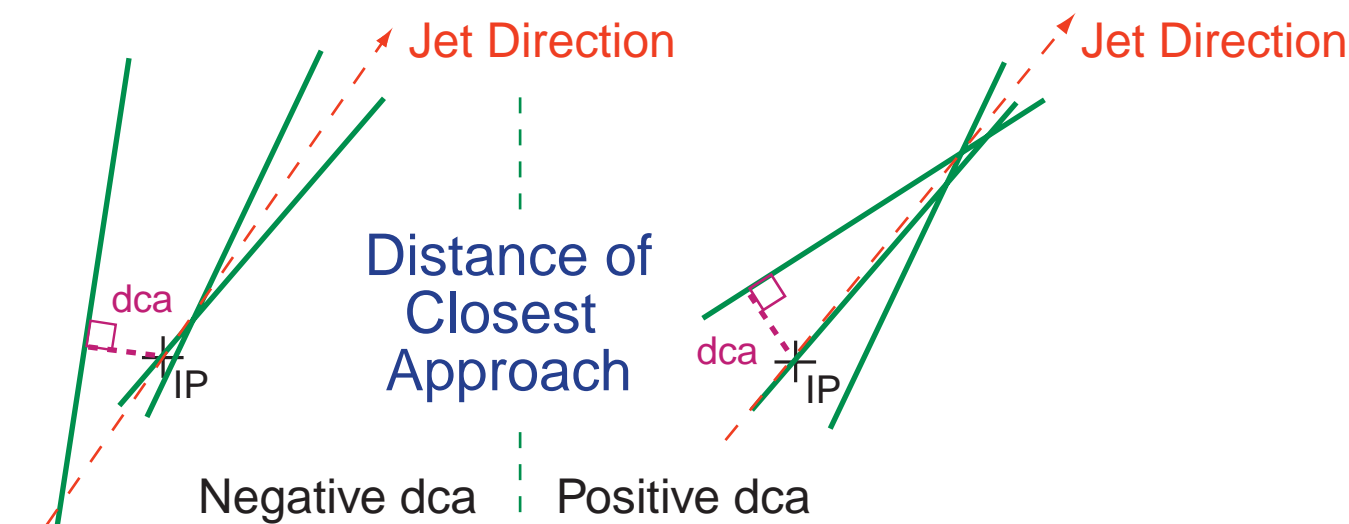 Jet Direction
Jet Direction
Distance of
Closest
Approach
dca
IP
dca
IP
Negative dca
Positive dca